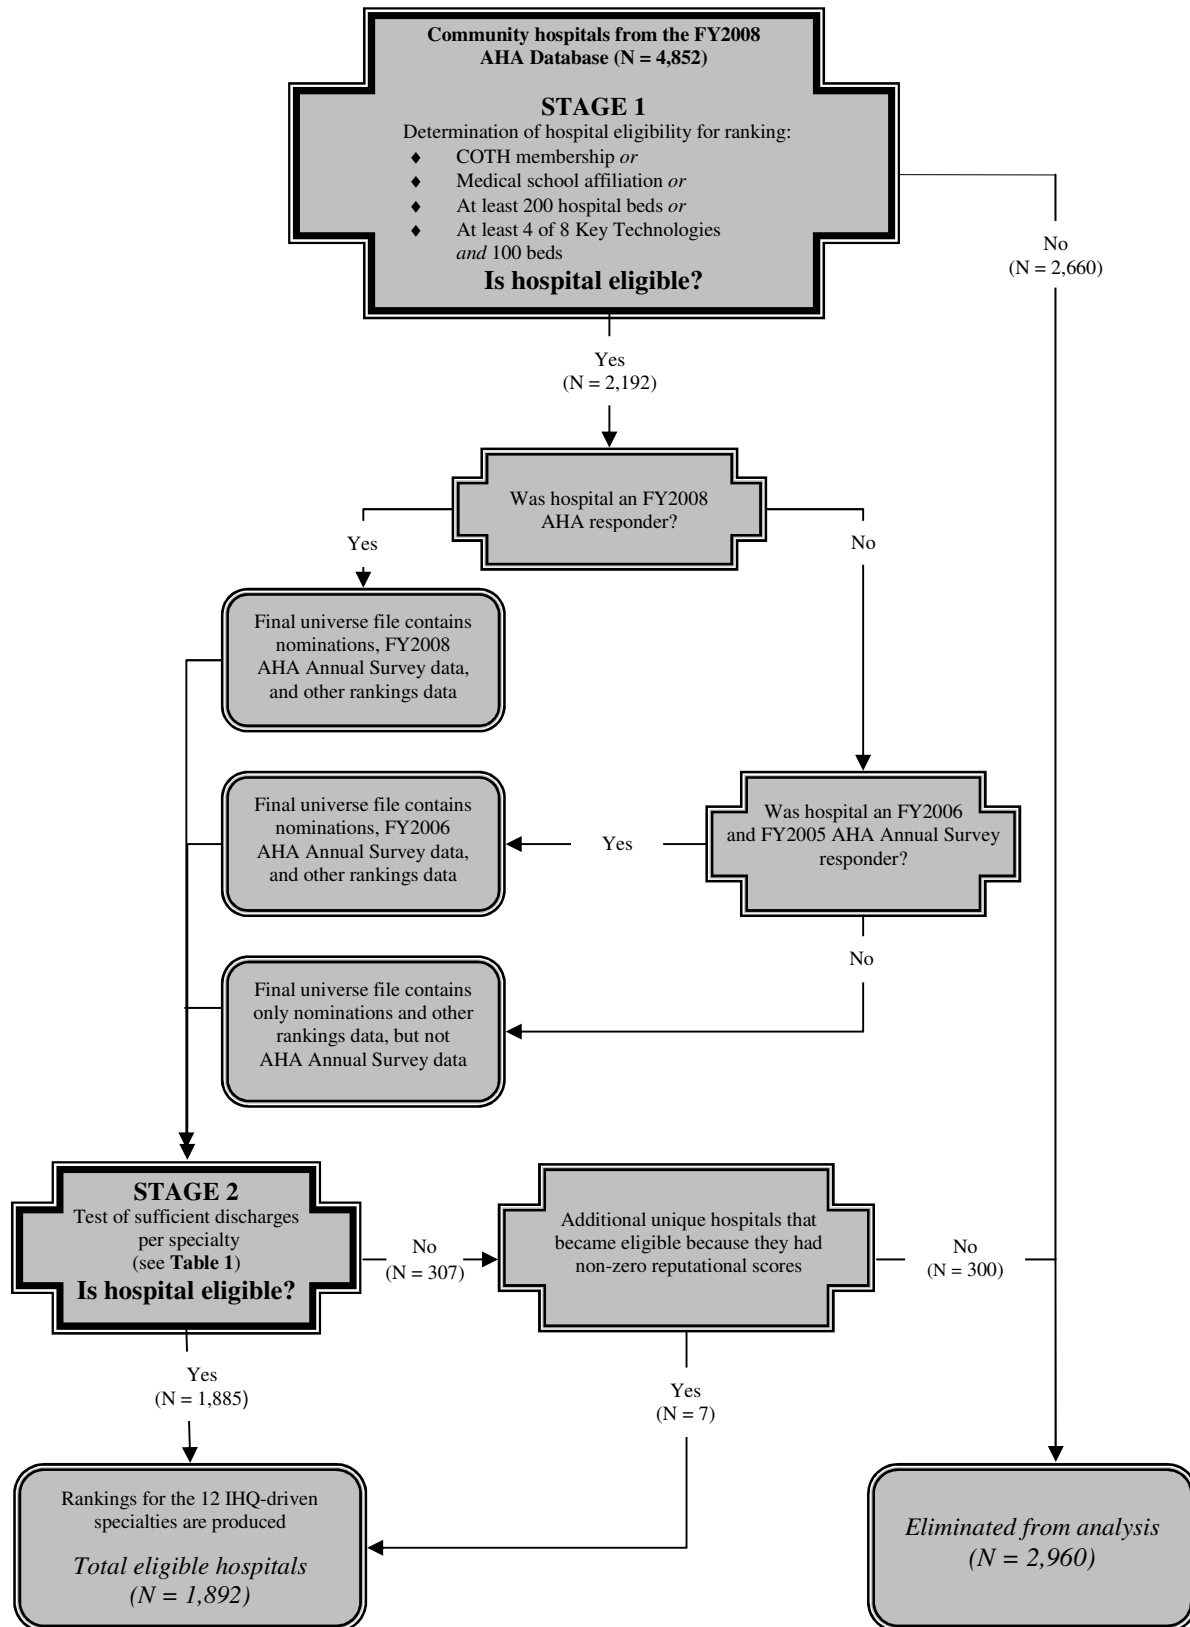 Community hospitals from the FY2008
AHA Database (N = 4,852)
STAGE 1
Determination of hospital eligibility for ranking:
♦ COTH membership or
♦ Medical school affiliation or
♦ At least 200 hospital beds or
♦ At least 4 of 8 Key Technologies
and 100 beds
Is hospital eligible?
No
(N = 2,660)
Yes
(N = 2,192)
Was hospital an FY2008
AHA responder?
Yes
No
Final universe file contains
nominations, FY2008
AHA Annual Survey data,
and other rankings data
Final universe file contains
nominations, FY2006
AHA Annual Survey data,
and other rankings data
Yes
Was hospital an FY2006
and FY2005 AHA Annual Survey
responder?
No
Final universe file contains
only nominations and other
rankings data, but not
AHA Annual Survey data
STAGE 2
Test of sufficient discharges
per specialty
(see Table 1)
Is hospital eligible?
No
(N = 307)
Additional unique hospitals that
became eligible because they had
non-zero reputational scores
No
(N = 300)
Yes
(N = 1,885)
Yes
(N = 7)
Rankings for the 12 IHQ-driven
specialties are produced
Total eligible hospitals
(N = 1,892)
Eliminated from analysis
(N = 2,960)